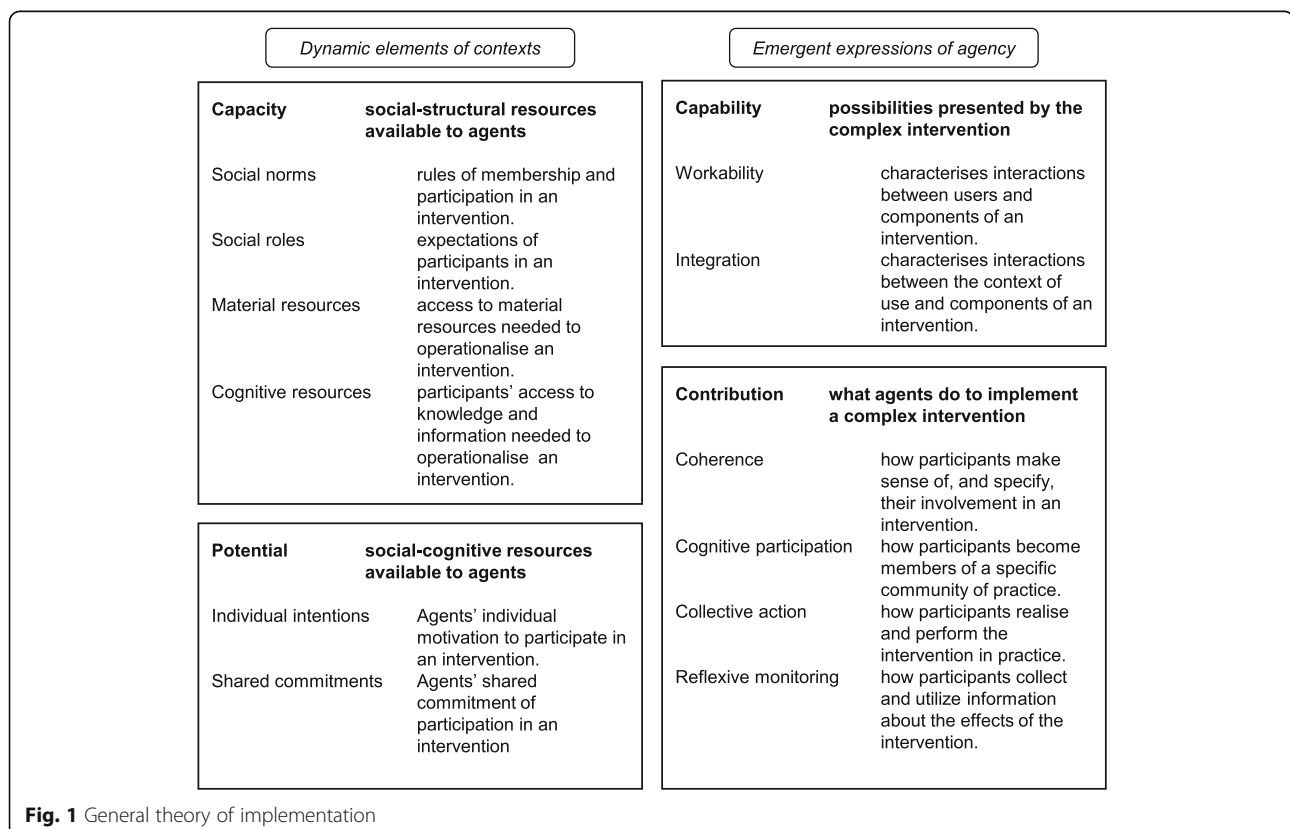 Dynamic elements of contexts
Capacity social-structural resources
available to agents
Social norms rules of membership and
participation in an
intervention.
Social roles expectations of
participants in an
intervention.
Material resources access to material
resources needed to
operationalise an
intervention.
Cognitive resources participants' access to
knowledge and
information needed to
operationalise an
intervention.
Potential social-cognitive resources
available to agents
Individual intentions Agents' individual
motivation to participate in
an intervention.
Shared commitments Agents' shared
commitment of
participation in an
intervention
Emergent expressions of agency
Capability possibilities presented by the
complex intervention
Workability characterises interactions
between users and
components of an
intervention.
Integration characterises interactions
between the context of
use and components of an
intervention.
Contribution what agents do to implement
a complex intervention
Coherence how participants make
sense of, and specify,
their involvement in an
intervention.
Cognitive participation how participants become
members of a specific
community of practice.
Collective action how participants realise
and perform the
intervention in practice.
Reflexive monitoring how participants collect
and utilize information
about the effects of the
intervention.
Fig. 1 General theory of implementation